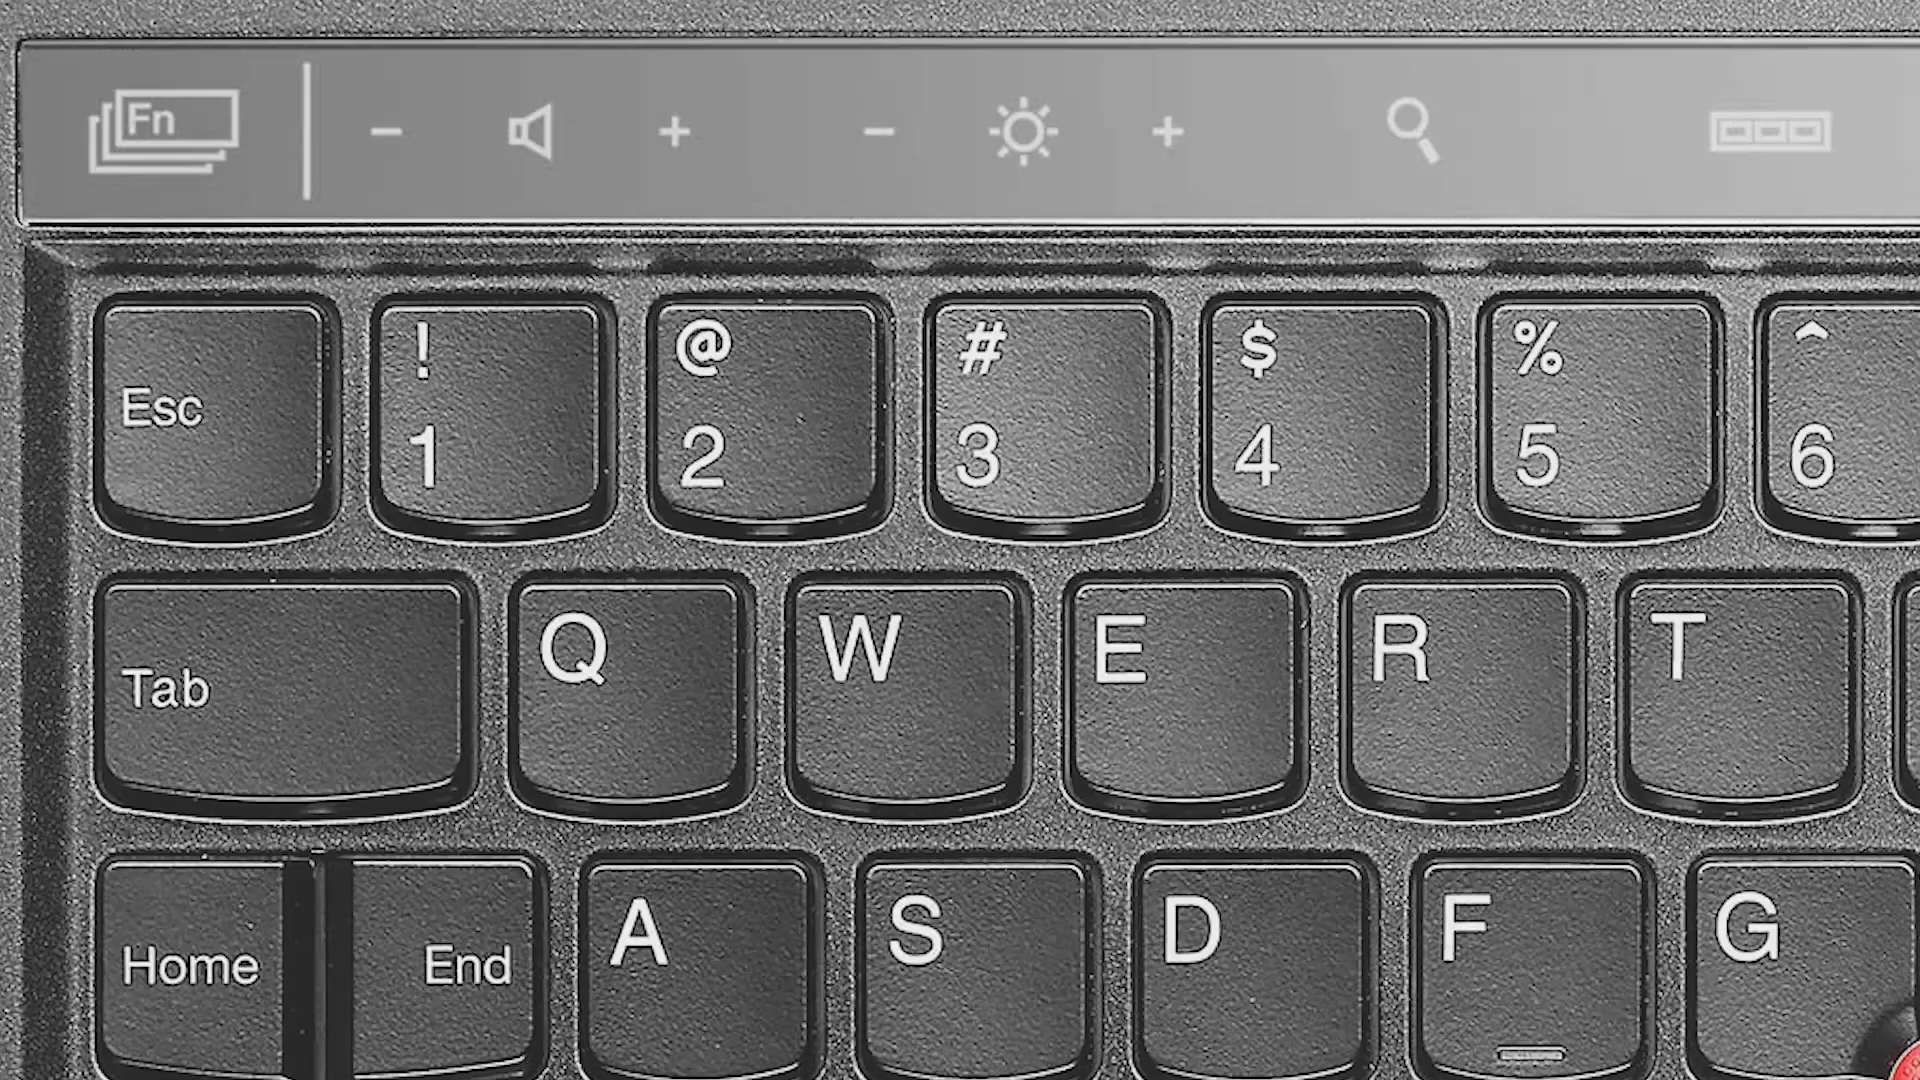 Fn - + - +
! @ # $ % ^
Esc 1 2 3 4 5 6
Tab Q W E R T
Home End A S D F G